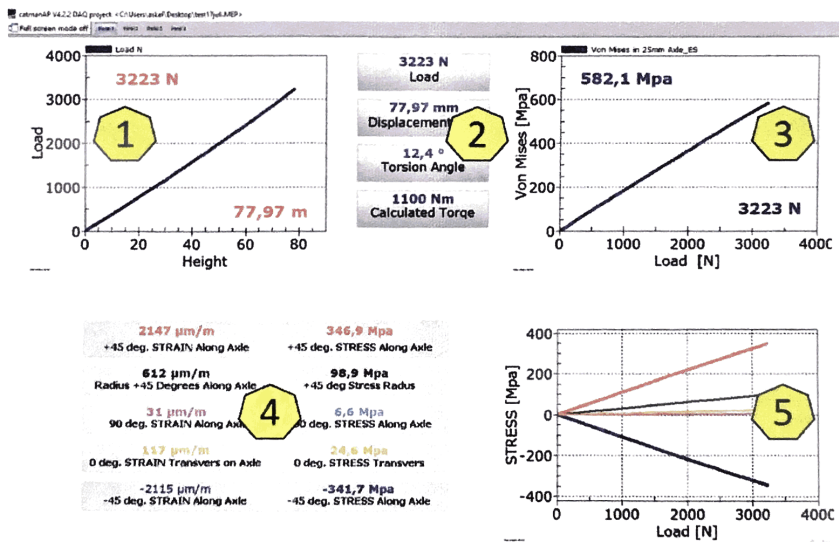 catmanAP V4.2.2 DAQ project <C:\Users\askef\Desktop\test17juli.MEP>
Full screen mode off
Load N
4000
3000
2000
1000
0
0 20 40 60 80
Load
Height
3223 N
77,97 m
1
3223 N
Load
77,97 mm
Displacement
12,4 °
Torsion Angle
1100 Nm
Calculated Torqe
2
Von Mises in 25mm Axle_ES
800
600
400
200
0
0 1000 2000 3000 400C
Von Mises [Mpa]
Load [N]
582,1 Mpa
3223 N
3
2147 µm/m
+45 deg. STRAIN Along Axle
346,9 Mpa
+45 deg. STRESS Along Axle
612 µm/m
Radius +45 Degrees Along Axle
98,9 Mpa
+45 deg Stress Radus
31 µm/m
90 deg. STRAIN Along
6,6 Mpa
deg. STRESS Along Axle
117 µm/m
0 deg. STRAIN Transvers on Axle
24,6 Mpa
0 deg. STRESS Transvers
-2115 µm/m
-45 deg. STRAIN Along Axle
-341,7 Mpa
-45 deg. STRESS Along Axle
4
400
200
0
-200
-400
0 1000 2000 3000 400C
STRESS [Mpa]
Load [N]
5